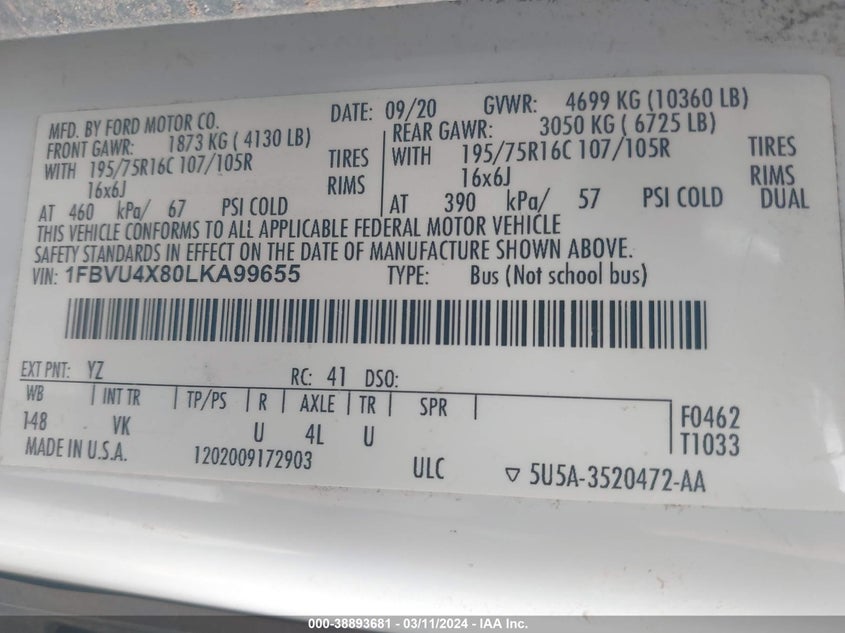 MFD. BY FORD MOTOR CO. DATE: 09/20 GVWR: 4699 KG (10360 LB)
FRONT GAWR: 1873 KG ( 4130 LB) REAR GAWR: 3050 KG ( 6725 LB)
WITH 195/75R16C 107/105R TIRES WITH 195/75R16C 107/105R TIRES
16x6J RIMS 16x6J RIMS
AT 460 kPa/ 67 PSI COLD AT 390 kPa/ 57 PSI COLD DUAL
THIS VEHICLE CONFORMS TO ALL APPLICABLE FEDERAL MOTOR VEHICLE
SAFETY STANDARDS IN EFFECT ON THE DATE OF MANUFACTURE SHOWN ABOVE.
VIN: 1FBVU4X80LKA99655 TYPE: Bus (Not school bus)
EXT PNT: YZ RC: 41 DSO:
WB INT TR TP/PS R AXLE TR SPR F0462
148 VK U 4L U T1033
MADE IN U.S.A. 1202009172903 ULC ▽ 5U5A-3520472-AA
000-38893681 - 03/11/2024 - IAA Inc.